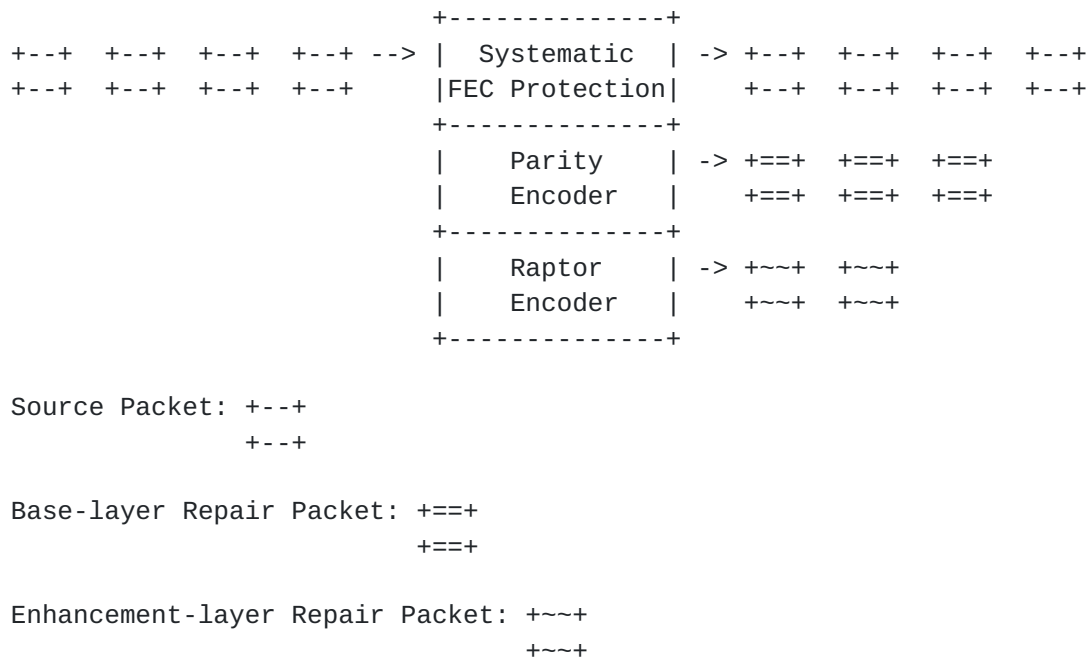 +--------------+
+--+  +--+  +--+  +--+ --> |  Systematic  | -> +--+  +--+  +--+  +--+
+--+  +--+  +--+  +--+     |FEC Protection|    +--+  +--+  +--+  +--+
                           +--------------+
                           |    Parity    | -> +==+  +==+  +==+
                           |    Encoder   |    +==+  +==+  +==+
                           +--------------+
                           |    Raptor    | -> +~~+  +~~+
                           |    Encoder   |    +~~+  +~~+
                           +--------------+

Source Packet: +--+
               +--+

Base-layer Repair Packet: +==+
                          +==+

Enhancement-layer Repair Packet: +~~+
                                 +~~+